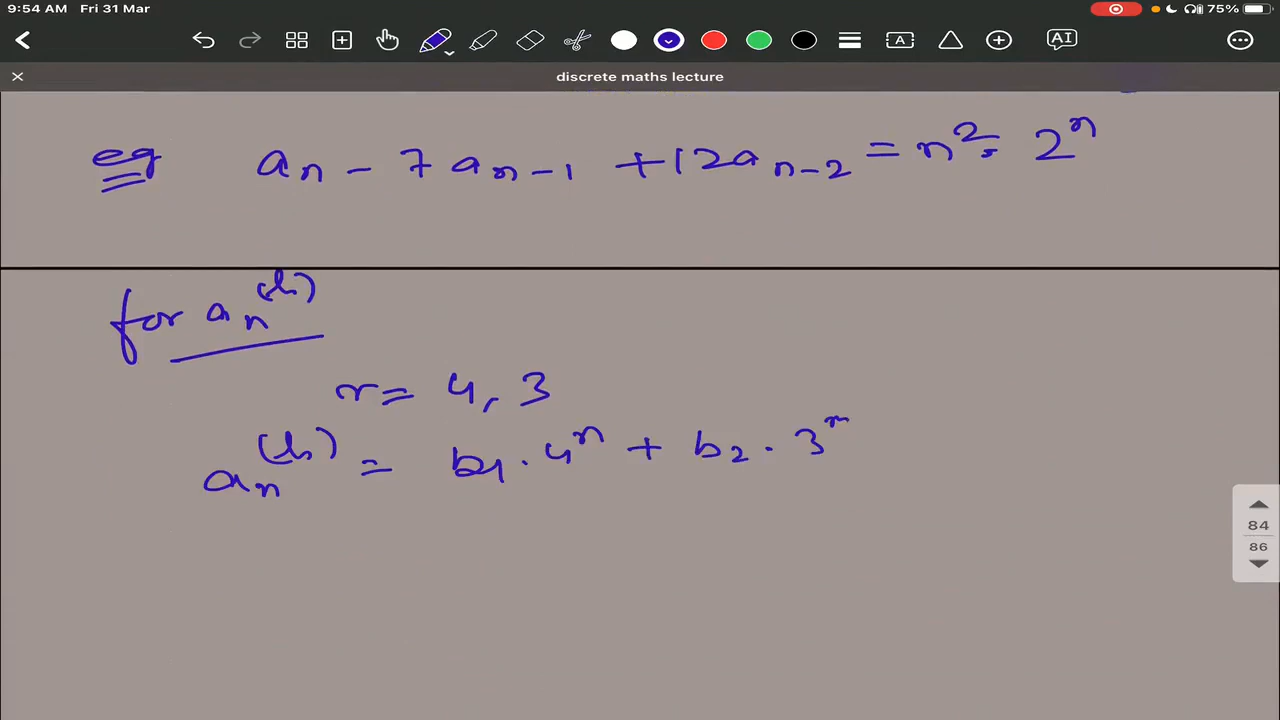 9:54 AM Fri 31 Mar 75%
AI
discrete maths lecture
eg aₙ - 7aₙ₋₁ + 12aₙ₋₂ = n² · 2ⁿ
for aₙ⁽ʰ⁾
r = 4, 3
aₙ⁽ʰ⁾ = b₁ · 4ⁿ + b₂ · 3ⁿ
84
86